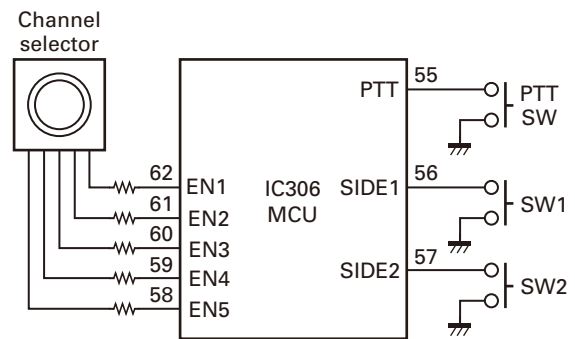 Channel
selector
62
EN1
61
EN2
60
EN3
59
EN4
58
EN5
IC306
MCU
PTT
55
PTT
SW
SIDE1
56
SW1
SIDE2
57
SW2